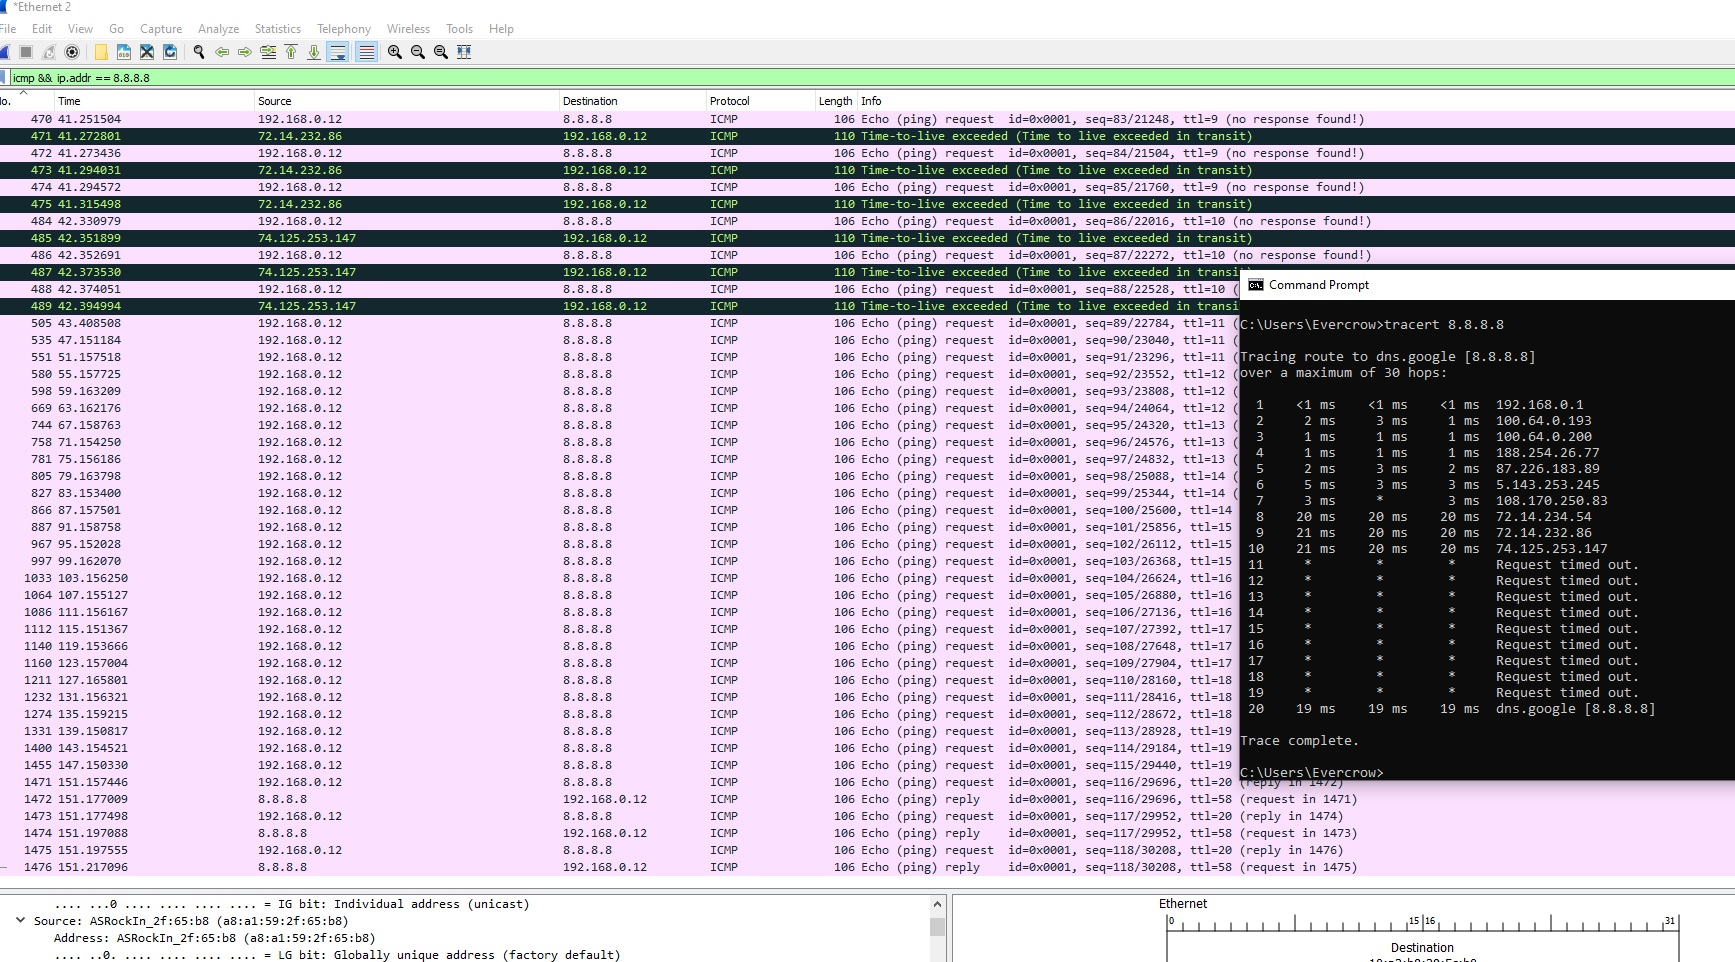 *Ethernet 2
File Edit View Go Capture Analyze Statistics Telephony Wireless Tools Help
icmp && ip.addr == 8.8.8.8
No. Time Source Destination Protocol Length Info
470 41.251504 192.168.0.12 8.8.8.8 ICMP 106 Echo (ping) request id=0x0001, seq=83/21248, ttl=9 (no response found!)
471 41.272801 72.14.232.86 192.168.0.12 ICMP 110 Time-to-live exceeded (Time to live exceeded in transit)
472 41.273436 192.168.0.12 8.8.8.8 ICMP 106 Echo (ping) request id=0x0001, seq=84/21504, ttl=9 (no response found!)
473 41.294031 72.14.232.86 192.168.0.12 ICMP 110 Time-to-live exceeded (Time to live exceeded in transit)
474 41.294572 192.168.0.12 8.8.8.8 ICMP 106 Echo (ping) request id=0x0001, seq=85/21760, ttl=9 (no response found!)
475 41.315498 72.14.232.86 192.168.0.12 ICMP 110 Time-to-live exceeded (Time to live exceeded in transit)
484 42.330979 192.168.0.12 8.8.8.8 ICMP 106 Echo (ping) request id=0x0001, seq=86/22016, ttl=10 (no response found!)
485 42.351899 74.125.253.147 192.168.0.12 ICMP 110 Time-to-live exceeded (Time to live exceeded in transit)
486 42.352691 192.168.0.12 8.8.8.8 ICMP 106 Echo (ping) request id=0x0001, seq=87/22272, ttl=10 (no response found!)
487 42.373530 74.125.253.147 192.168.0.12 ICMP 110 Time-to-live exceeded (Time to live exceeded in transit
488 42.374051 192.168.0.12 8.8.8.8 ICMP 106 Echo (ping) request id=0x0001, seq=88/22528, ttl=10 (
489 42.394994 74.125.253.147 192.168.0.12 ICMP 110 Time-to-live exceeded (Time to live exceeded in transi
505 43.408508 192.168.0.12 8.8.8.8 ICMP 106 Echo (ping) request id=0x0001, seq=89/22784, ttl=11 (
535 47.151184 192.168.0.12 8.8.8.8 ICMP 106 Echo (ping) request id=0x0001, seq=90/23040, ttl=11 (
551 51.157518 192.168.0.12 8.8.8.8 ICMP 106 Echo (ping) request id=0x0001, seq=91/23296, ttl=11 (
580 55.157725 192.168.0.12 8.8.8.8 ICMP 106 Echo (ping) request id=0x0001, seq=92/23552, ttl=12 (
598 59.163209 192.168.0.12 8.8.8.8 ICMP 106 Echo (ping) request id=0x0001, seq=93/23808, ttl=12 (
669 63.162176 192.168.0.12 8.8.8.8 ICMP 106 Echo (ping) request id=0x0001, seq=94/24064, ttl=12 (
744 67.158763 192.168.0.12 8.8.8.8 ICMP 106 Echo (ping) request id=0x0001, seq=95/24320, ttl=13 (
758 71.154250 192.168.0.12 8.8.8.8 ICMP 106 Echo (ping) request id=0x0001, seq=96/24576, ttl=13 (
781 75.156186 192.168.0.12 8.8.8.8 ICMP 106 Echo (ping) request id=0x0001, seq=97/24832, ttl=13 (
805 79.163798 192.168.0.12 8.8.8.8 ICMP 106 Echo (ping) request id=0x0001, seq=98/25088, ttl=14 (
827 83.153400 192.168.0.12 8.8.8.8 ICMP 106 Echo (ping) request id=0x0001, seq=99/25344, ttl=14 (
866 87.157501 192.168.0.12 8.8.8.8 ICMP 106 Echo (ping) request id=0x0001, seq=100/25600, ttl=14
887 91.158758 192.168.0.12 8.8.8.8 ICMP 106 Echo (ping) request id=0x0001, seq=101/25856, ttl=15
967 95.152028 192.168.0.12 8.8.8.8 ICMP 106 Echo (ping) request id=0x0001, seq=102/26112, ttl=15
997 99.162070 192.168.0.12 8.8.8.8 ICMP 106 Echo (ping) request id=0x0001, seq=103/26368, ttl=15
1033 103.156250 192.168.0.12 8.8.8.8 ICMP 106 Echo (ping) request id=0x0001, seq=104/26624, ttl=16
1064 107.155127 192.168.0.12 8.8.8.8 ICMP 106 Echo (ping) request id=0x0001, seq=105/26880, ttl=16
1086 111.156167 192.168.0.12 8.8.8.8 ICMP 106 Echo (ping) request id=0x0001, seq=106/27136, ttl=16
1112 115.151367 192.168.0.12 8.8.8.8 ICMP 106 Echo (ping) request id=0x0001, seq=107/27392, ttl=17
1140 119.153666 192.168.0.12 8.8.8.8 ICMP 106 Echo (ping) request id=0x0001, seq=108/27648, ttl=17
1160 123.157004 192.168.0.12 8.8.8.8 ICMP 106 Echo (ping) request id=0x0001, seq=109/27904, ttl=17
1211 127.165801 192.168.0.12 8.8.8.8 ICMP 106 Echo (ping) request id=0x0001, seq=110/28160, ttl=18
1232 131.156321 192.168.0.12 8.8.8.8 ICMP 106 Echo (ping) request id=0x0001, seq=111/28416, ttl=18
1274 135.159215 192.168.0.12 8.8.8.8 ICMP 106 Echo (ping) request id=0x0001, seq=112/28672, ttl=18
1331 139.150817 192.168.0.12 8.8.8.8 ICMP 106 Echo (ping) request id=0x0001, seq=113/28928, ttl=19
1400 143.154521 192.168.0.12 8.8.8.8 ICMP 106 Echo (ping) request id=0x0001, seq=114/29184, ttl=19
1455 147.150330 192.168.0.12 8.8.8.8 ICMP 106 Echo (ping) request id=0x0001, seq=115/29440, ttl=19
1471 151.157446 192.168.0.12 8.8.8.8 ICMP 106 Echo (ping) request id=0x0001, seq=116/29696, ttl=20 (reply in 1472)
1472 151.177009 8.8.8.8 192.168.0.12 ICMP 106 Echo (ping) reply id=0x0001, seq=116/29696, ttl=58 (request in 1471)
1473 151.177498 192.168.0.12 8.8.8.8 ICMP 106 Echo (ping) request id=0x0001, seq=117/29952, ttl=20 (reply in 1474)
1474 151.197088 8.8.8.8 192.168.0.12 ICMP 106 Echo (ping) reply id=0x0001, seq=117/29952, ttl=58 (request in 1473)
1475 151.197555 192.168.0.12 8.8.8.8 ICMP 106 Echo (ping) request id=0x0001, seq=118/30208, ttl=20 (reply in 1476)
1476 151.217096 8.8.8.8 192.168.0.12 ICMP 106 Echo (ping) reply id=0x0001, seq=118/30208, ttl=58 (request in 1475)
Command Prompt
C:\Users\Evercrow>tracert 8.8.8.8
Tracing route to dns.google [8.8.8.8]
over a maximum of 30 hops:
1 <1 ms <1 ms <1 ms 192.168.0.1
2 2 ms 3 ms 1 ms 100.64.0.193
3 1 ms 1 ms 1 ms 100.64.0.200
4 1 ms 1 ms 1 ms 188.254.26.77
5 2 ms 3 ms 2 ms 87.226.183.89
6 5 ms 3 ms 3 ms 5.143.253.245
7 3 ms * 3 ms 108.170.250.83
8 20 ms 20 ms 20 ms 72.14.234.54
9 21 ms 20 ms 20 ms 72.14.232.86
10 21 ms 20 ms 20 ms 74.125.253.147
11 * * * Request timed out.
12 * * * Request timed out.
13 * * * Request timed out.
14 * * * Request timed out.
15 * * * Request timed out.
16 * * * Request timed out.
17 * * * Request timed out.
18 * * * Request timed out.
19 * * * Request timed out.
20 19 ms 19 ms 19 ms dns.google [8.8.8.8]
Trace complete.
C:\Users\Evercrow>
.... ...0 .... .... .... .... = IG bit: Individual address (unicast)
Source: ASRockIn_2f:65:b8 (a8:a1:59:2f:65:b8)
Address: ASRockIn_2f:65:b8 (a8:a1:59:2f:65:b8)
.... ..0. .... .... .... .... = LG bit: Globally unique address (factory default)
Ethernet
0 15 16 31
Destination